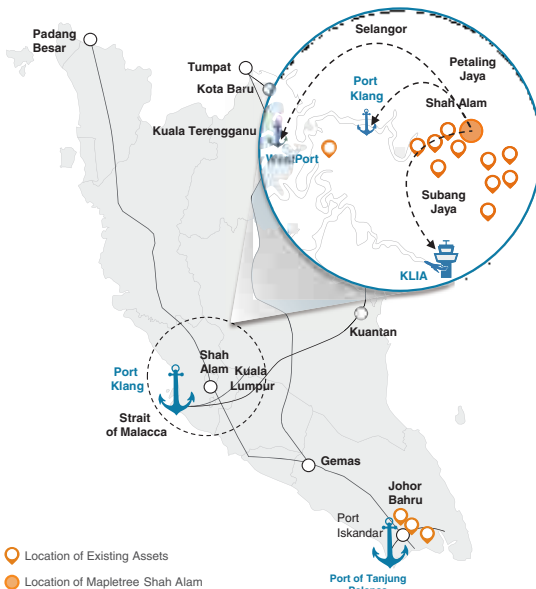 Padang
Besar
Tumpat
Kota Baru
Kuala Terengganu
Selangor
Petaling
Jaya
Port
Klang
Shah Alam
WestPort
Subang
Jaya
KLIA
Kuantan
Port
Klang
Shah
Alam
Kuala
Lumpur
Strait
of Malacca
Gemas
Johor
Bahru
Port
Iskandar
Location of Existing Assets
Location of Mapletree Shah Alam
Port of Tanjung